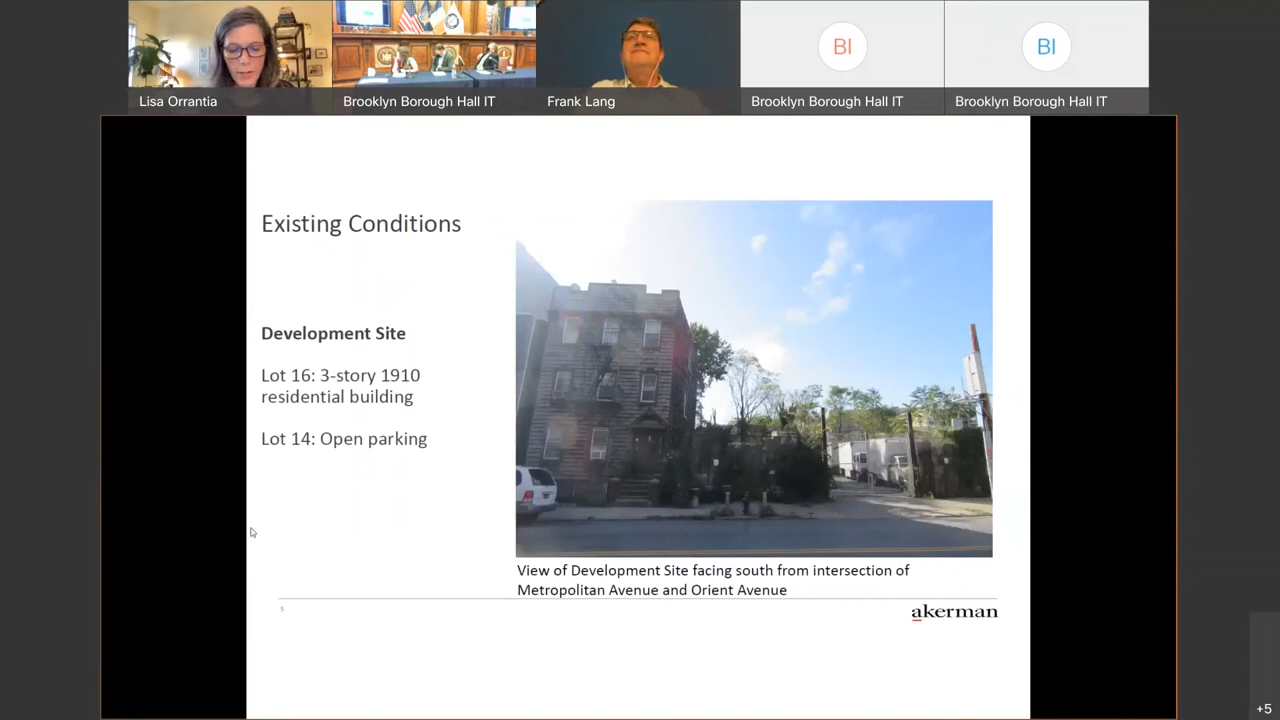 Lisa Orrantia
Brooklyn Borough Hall IT
Frank Lang
BI
Brooklyn Borough Hall IT
BI
Brooklyn Borough Hall IT
Existing Conditions
Development Site
Lot 16: 3-story 1910
residential building
Lot 14: Open parking
View of Development Site facing south from intersection of
Metropolitan Avenue and Orient Avenue
5
akerman
+5